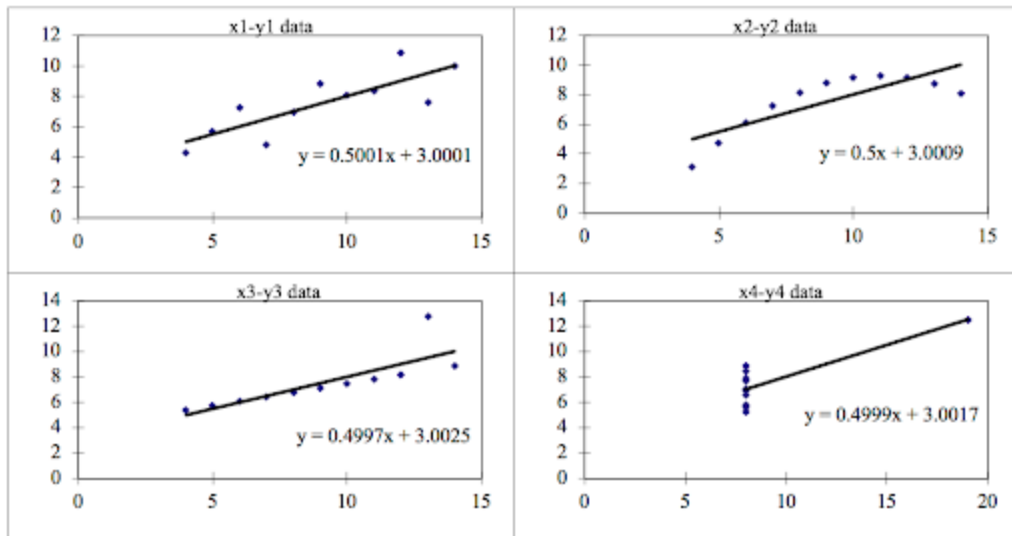 x1-y1 data
12
10
8
6
4
2
0
y = 0.5001x + 3.0001
0 5 10 15
x2-y2 data
12
10
8
6
4
2
0
y = 0.5x + 3.0009
0 5 10 15
x3-y3 data
14
12
10
8
6
4
2
0
y = 0.4997x + 3.0025
0 5 10 15
x4-y4 data
14
12
10
8
6
4
2
0
y = 0.4999x + 3.0017
0 5 10 15 20